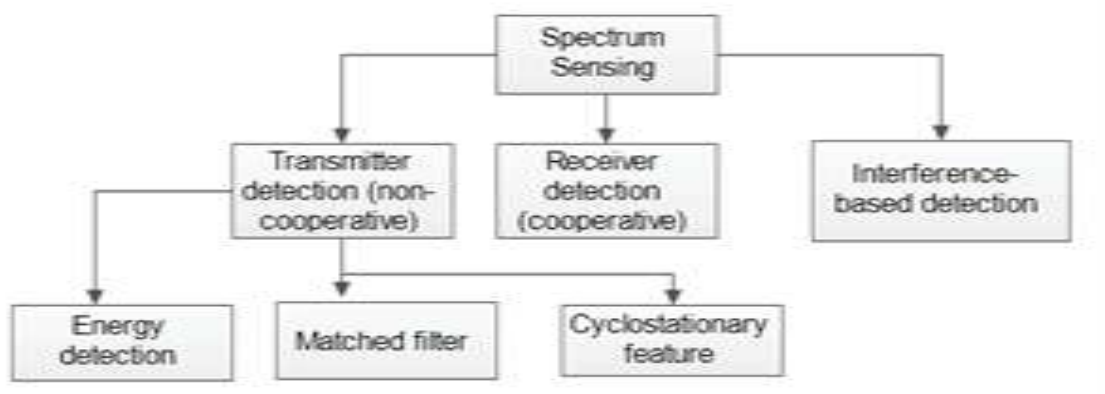 Spectrum
Sensing
Transmitter
detection (non-
cooperative)
Receiver
detection
(cooperative)
Interference-
based detection
Energy
detection
Matched filter
Cyclostationary
feature